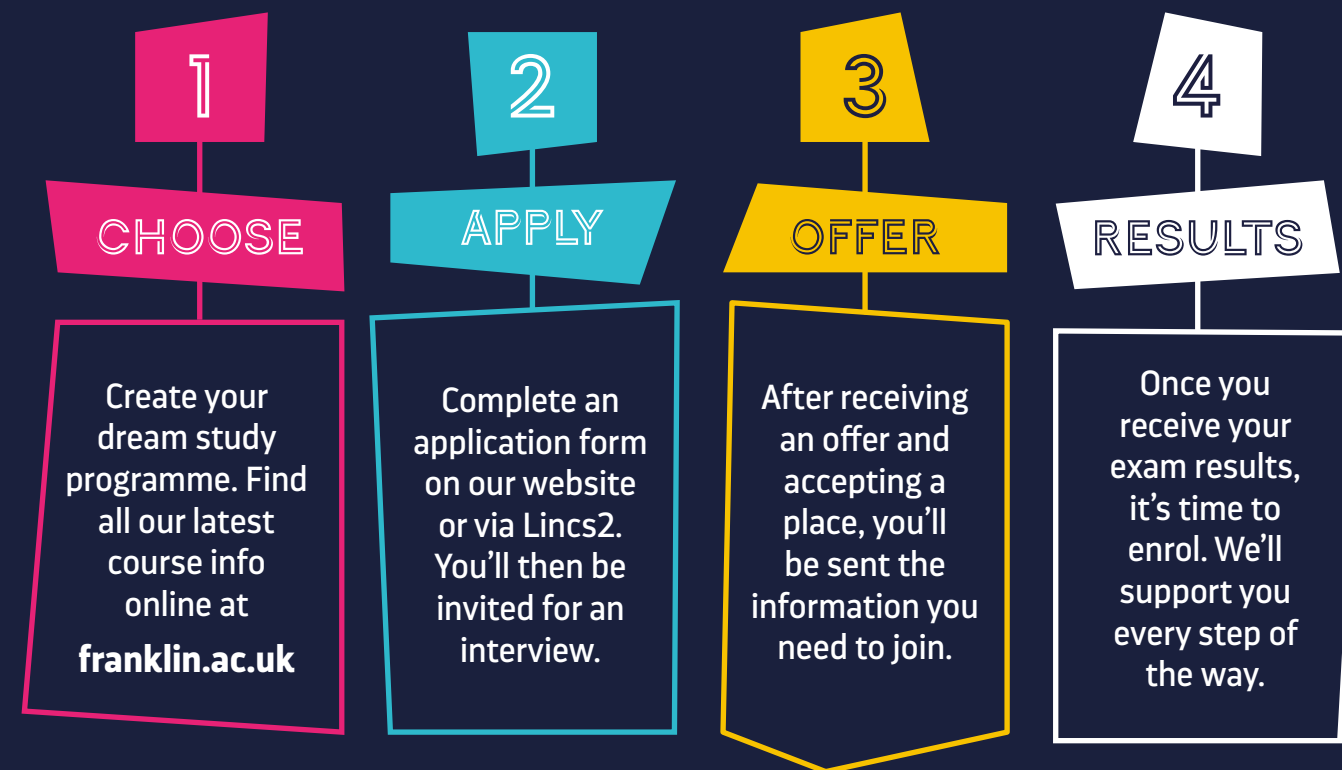 1
CHOOSE
Create your
dream study
programme. Find
all our latest
course info
online at
franklin.ac.uk
2
APPLY
Complete an
application form
on our website
or via Lincs2.
You'll then be
invited for an
interview.
3
OFFER
After receiving
an offer and
accepting a
place, you'll
be sent the
information you
need to join.
4
RESULTS
Once you
receive your
exam results,
it's time to
enrol. We'll
support you
every step of
the way.